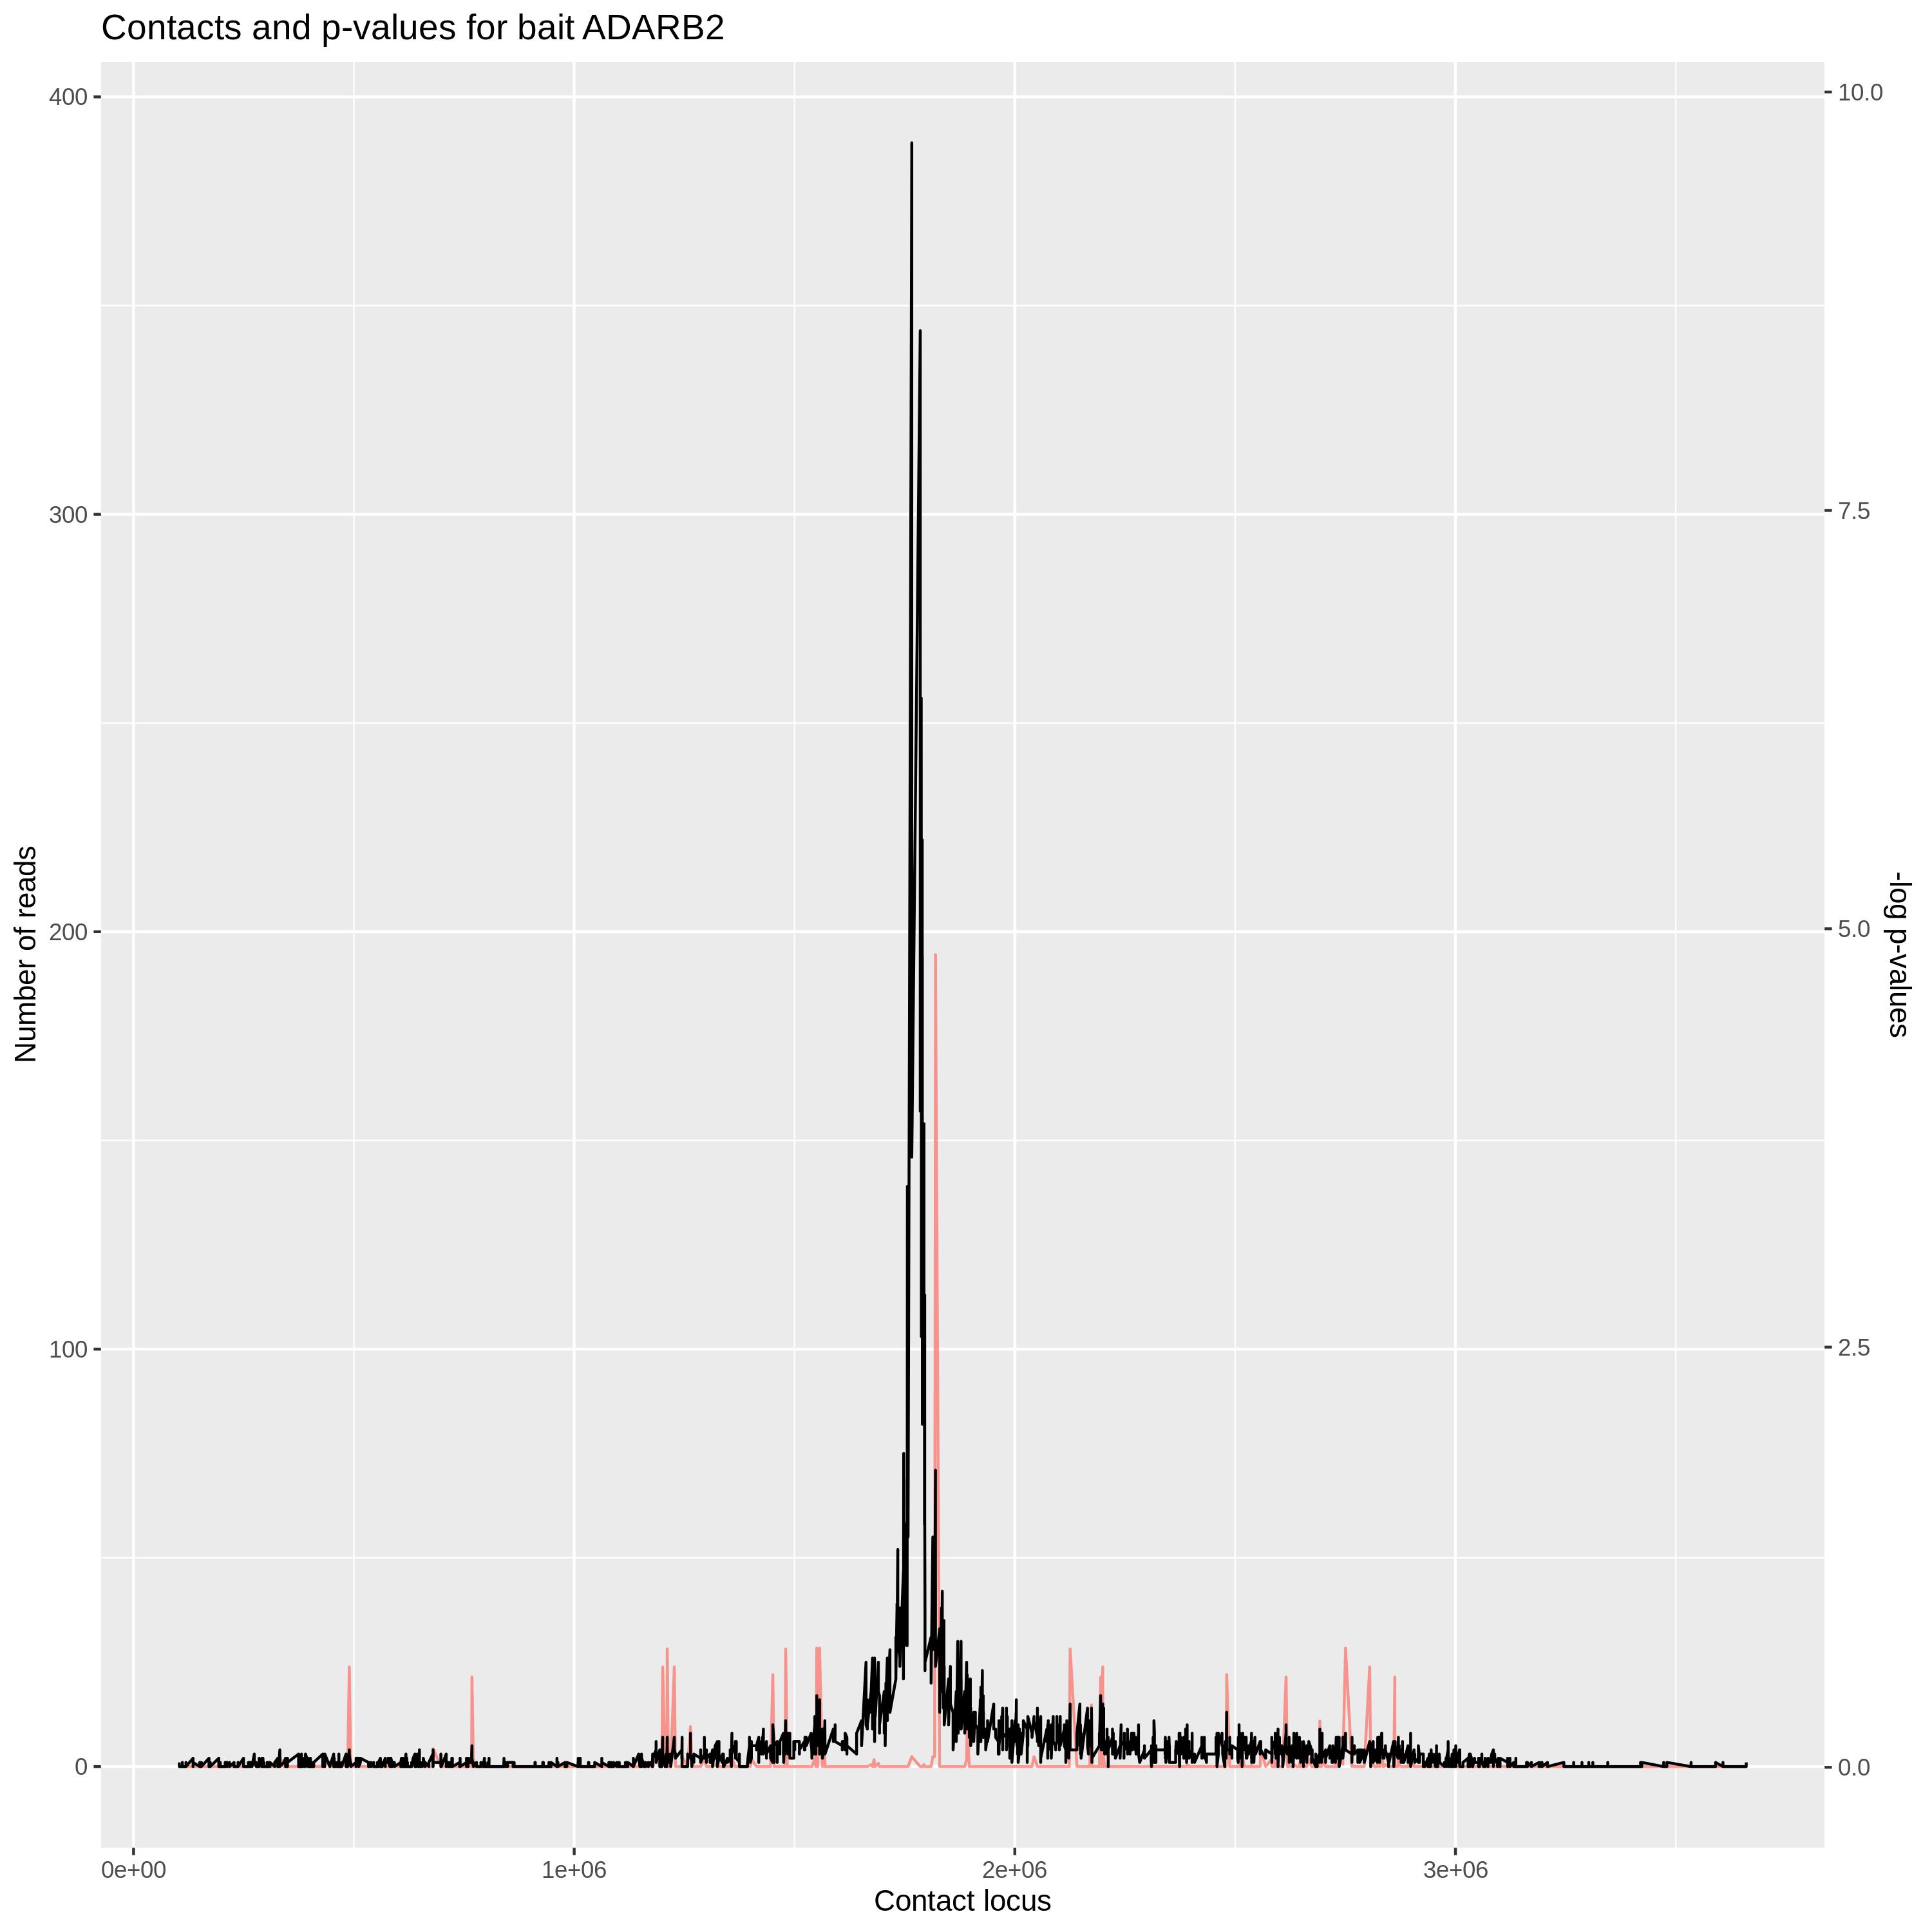 Contacts and p-values for bait ADARB2
400
300
200
100
0
10.0
7.5
5.0
2.5
0.0
Number of reads
-log p-values
0e+00
1e+06
2e+06
3e+06
Contact locus